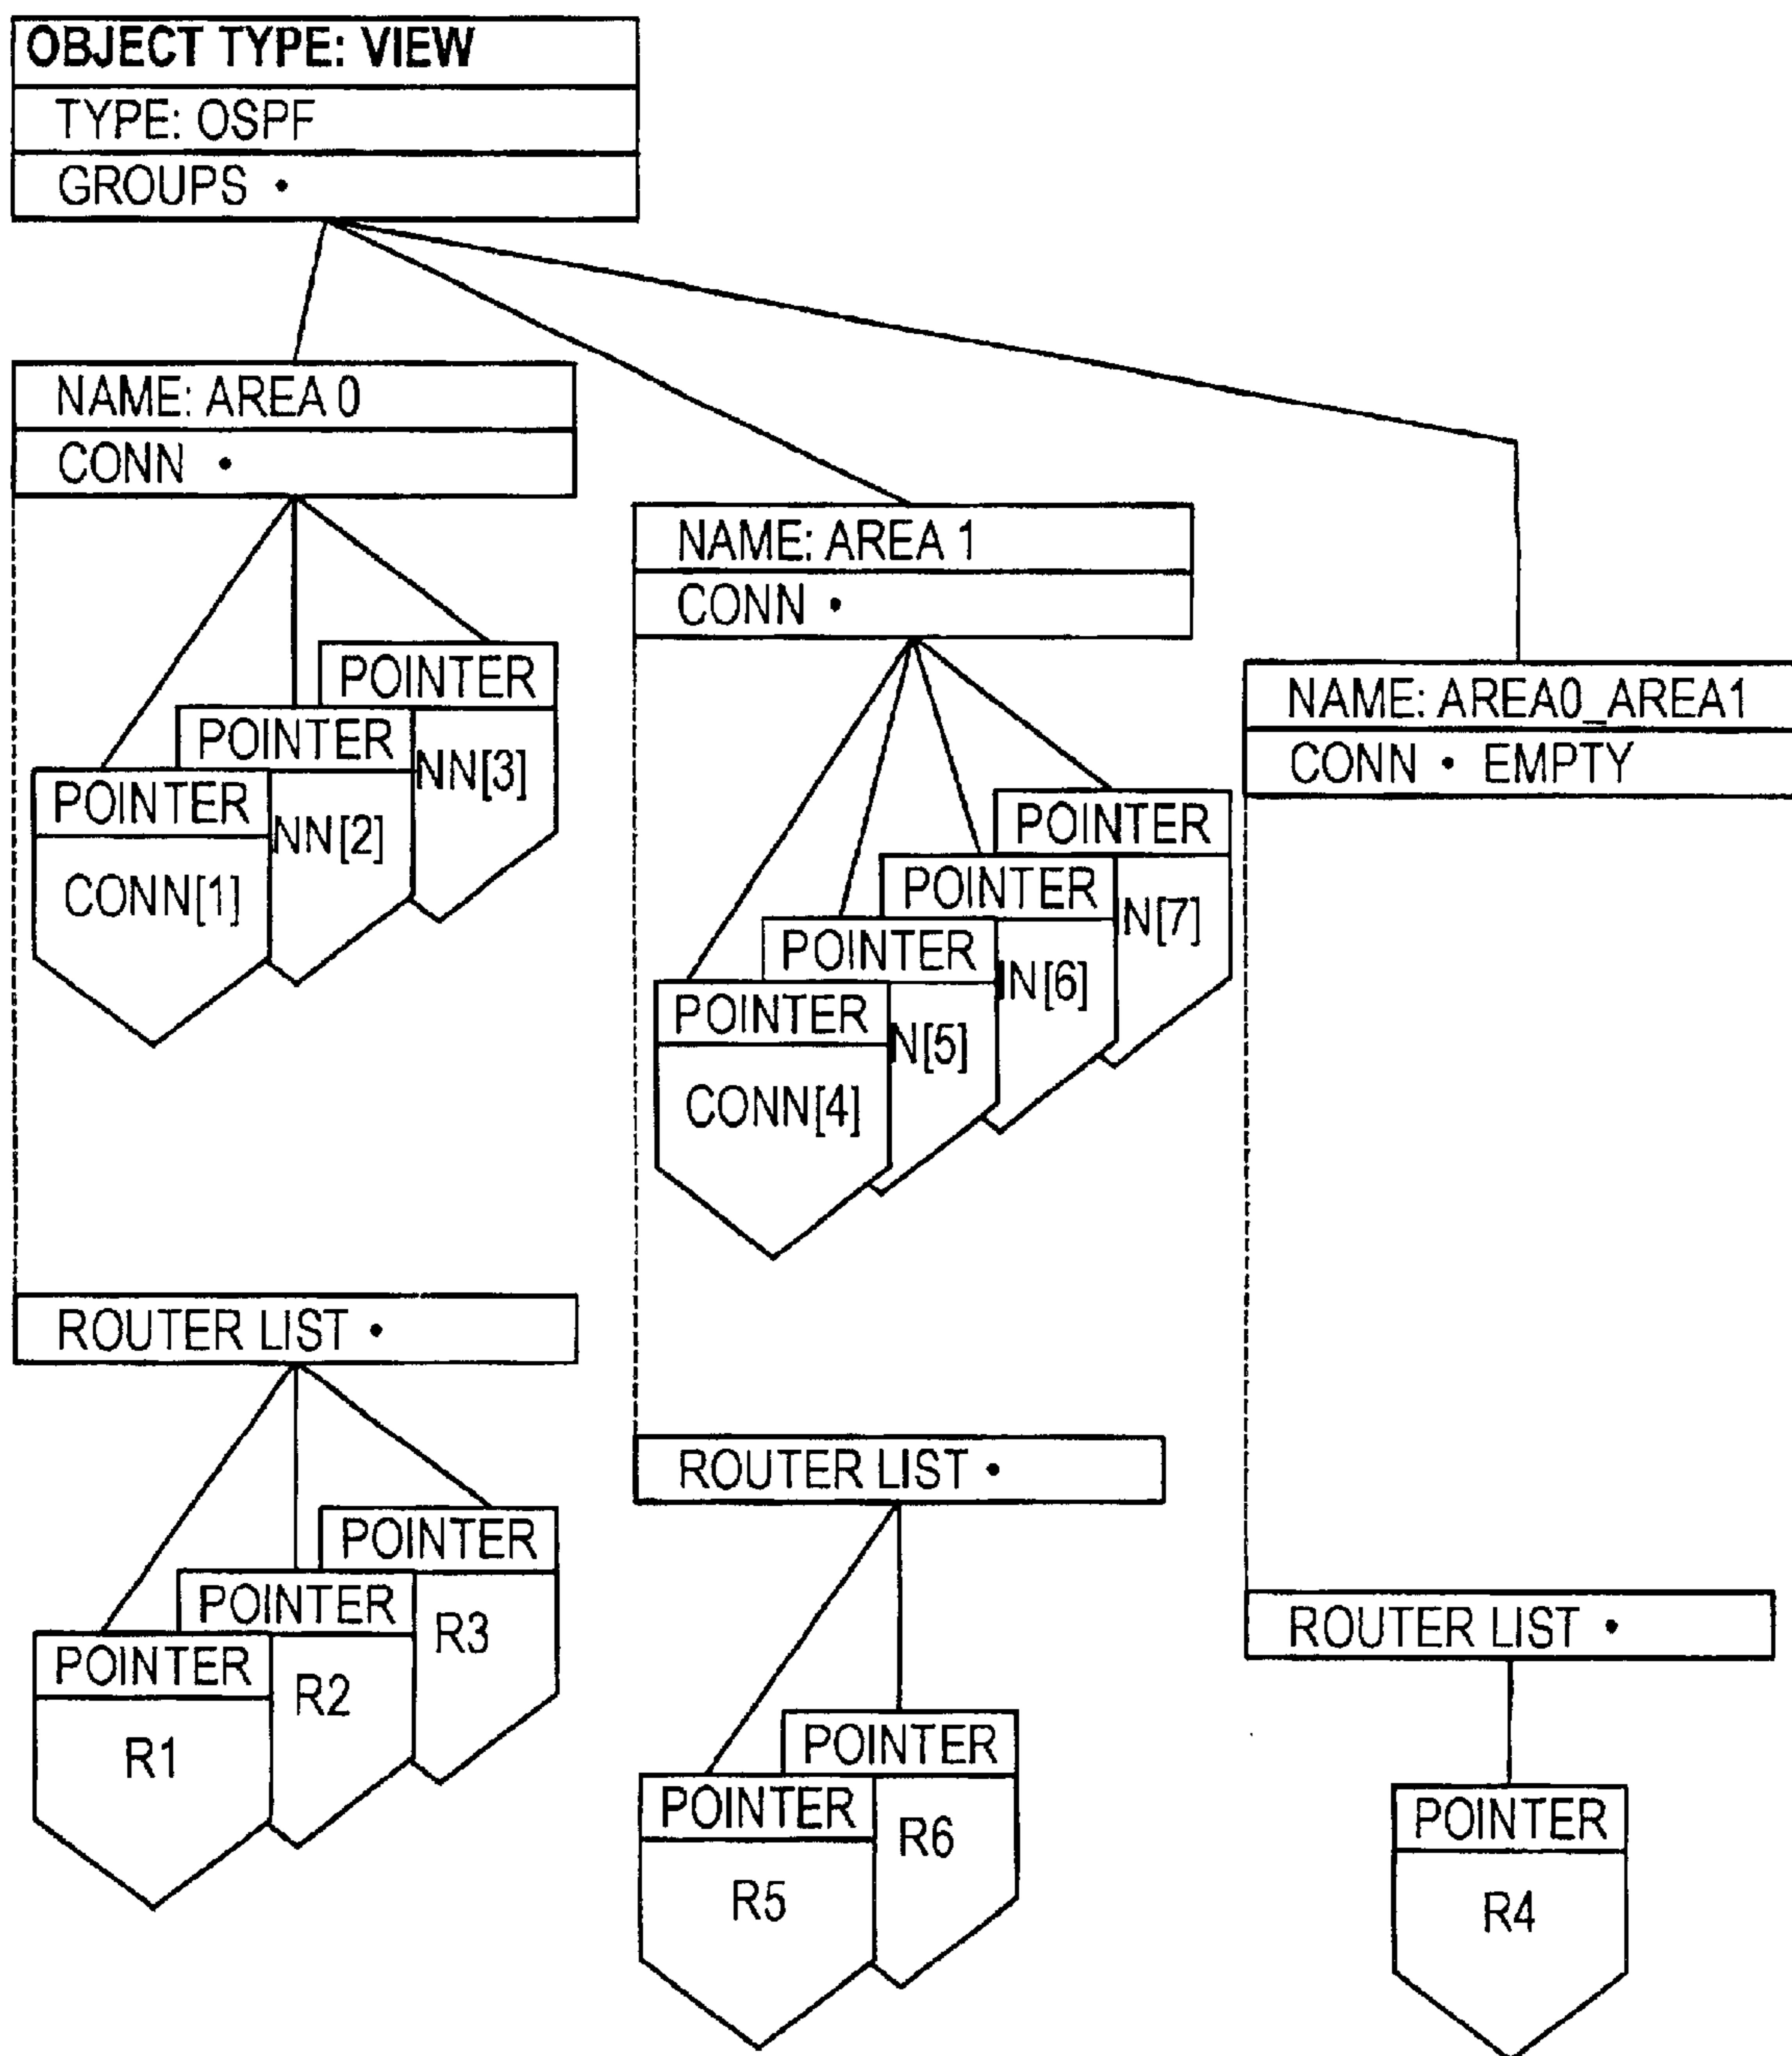 OBJECT TYPE: VIEW
TYPE: OSPF
GROUPS •
NAME: AREA 0
CONN •
POINTER
NN[3]
POINTER
NN[2]
POINTER
CONN[1]
ROUTER LIST •
POINTER
R3
POINTER
R2
POINTER
R1
NAME: AREA 1
CONN •
POINTER
N[7]
POINTER
IN[6]
POINTER
N[5]
POINTER
CONN[4]
ROUTER LIST •
POINTER
R6
POINTER
R5
NAME: AREA0_AREA1
CONN • EMPTY
ROUTER LIST •
POINTER
R4